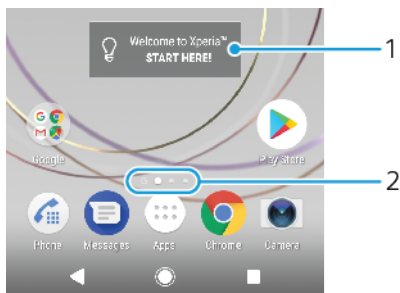 Welcome to Xperia™
START HERE!
1
Google
Play Store
2
Phone
Messages
Apps
Chrome
Camera